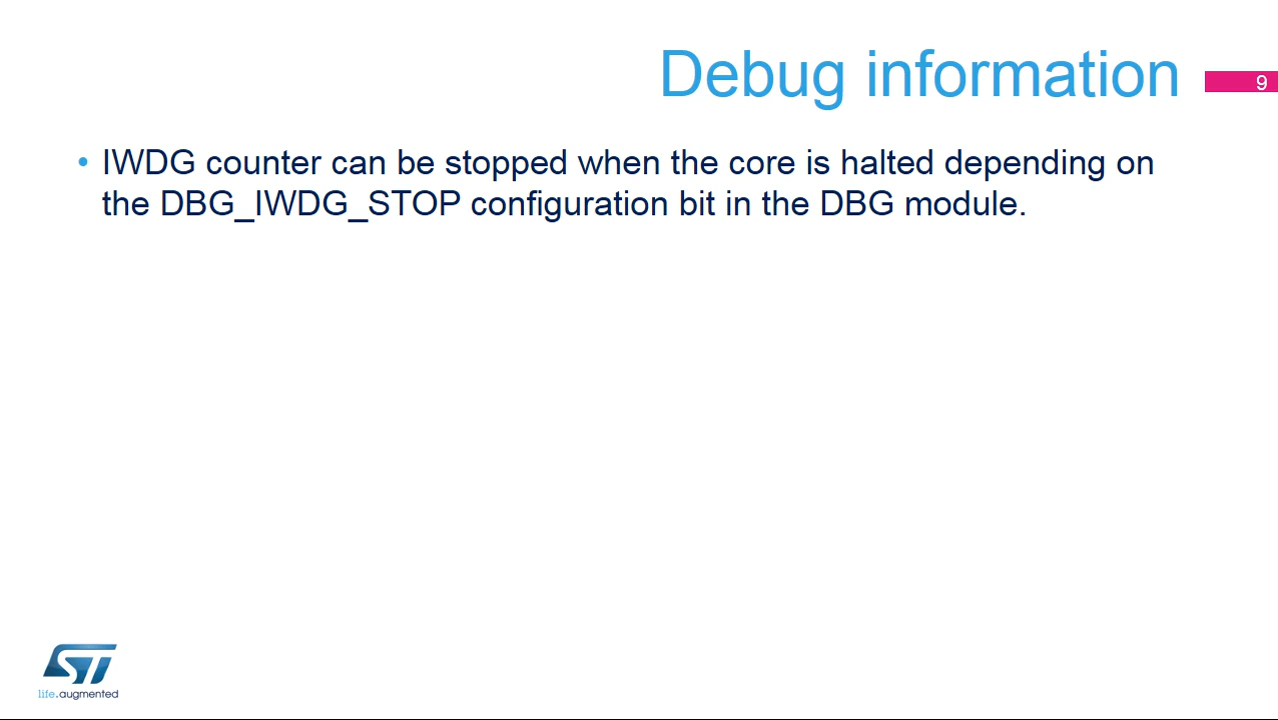 Debug information
9
• IWDG counter can be stopped when the core is halted depending on
the DBG_IWDG_STOP configuration bit in the DBG module.
ST
life.augmented